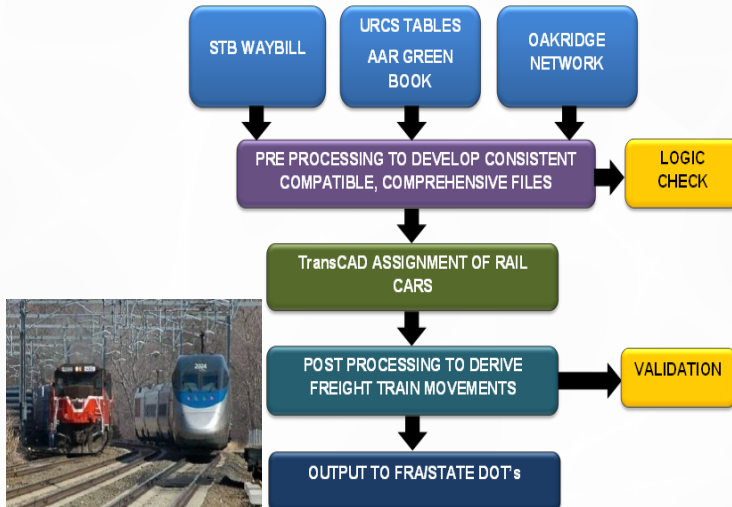 STB WAYBILL
URCS TABLES
AAR GREEN
BOOK
OAKRIDGE
NETWORK
PRE PROCESSING TO DEVELOP CONSISTENT
COMPATIBLE, COMPREHENSIVE FILES
LOGIC
CHECK
TransCAD ASSIGNMENT OF RAIL
CARS
POST PROCESSING TO DERIVE
FREIGHT TRAIN MOVEMENTS
VALIDATION
OUTPUT TO FRA/STATE DOT's